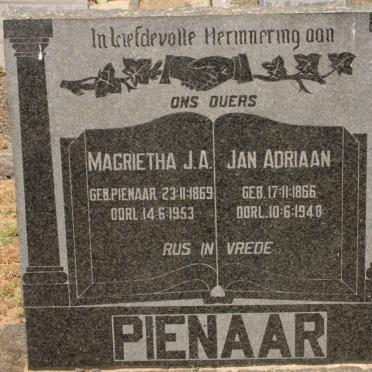 In Liefdevolle Herinnering aan
ONS OUERS
MAGRIETHA J.A.
GEB. PIENAAR 23·11·1869
OORL. 14·6·1953
JAN ADRIAAN
GEB. 17·11·1866
OORL. 10·6·1948
RUS IN VREDE
PIENAAR